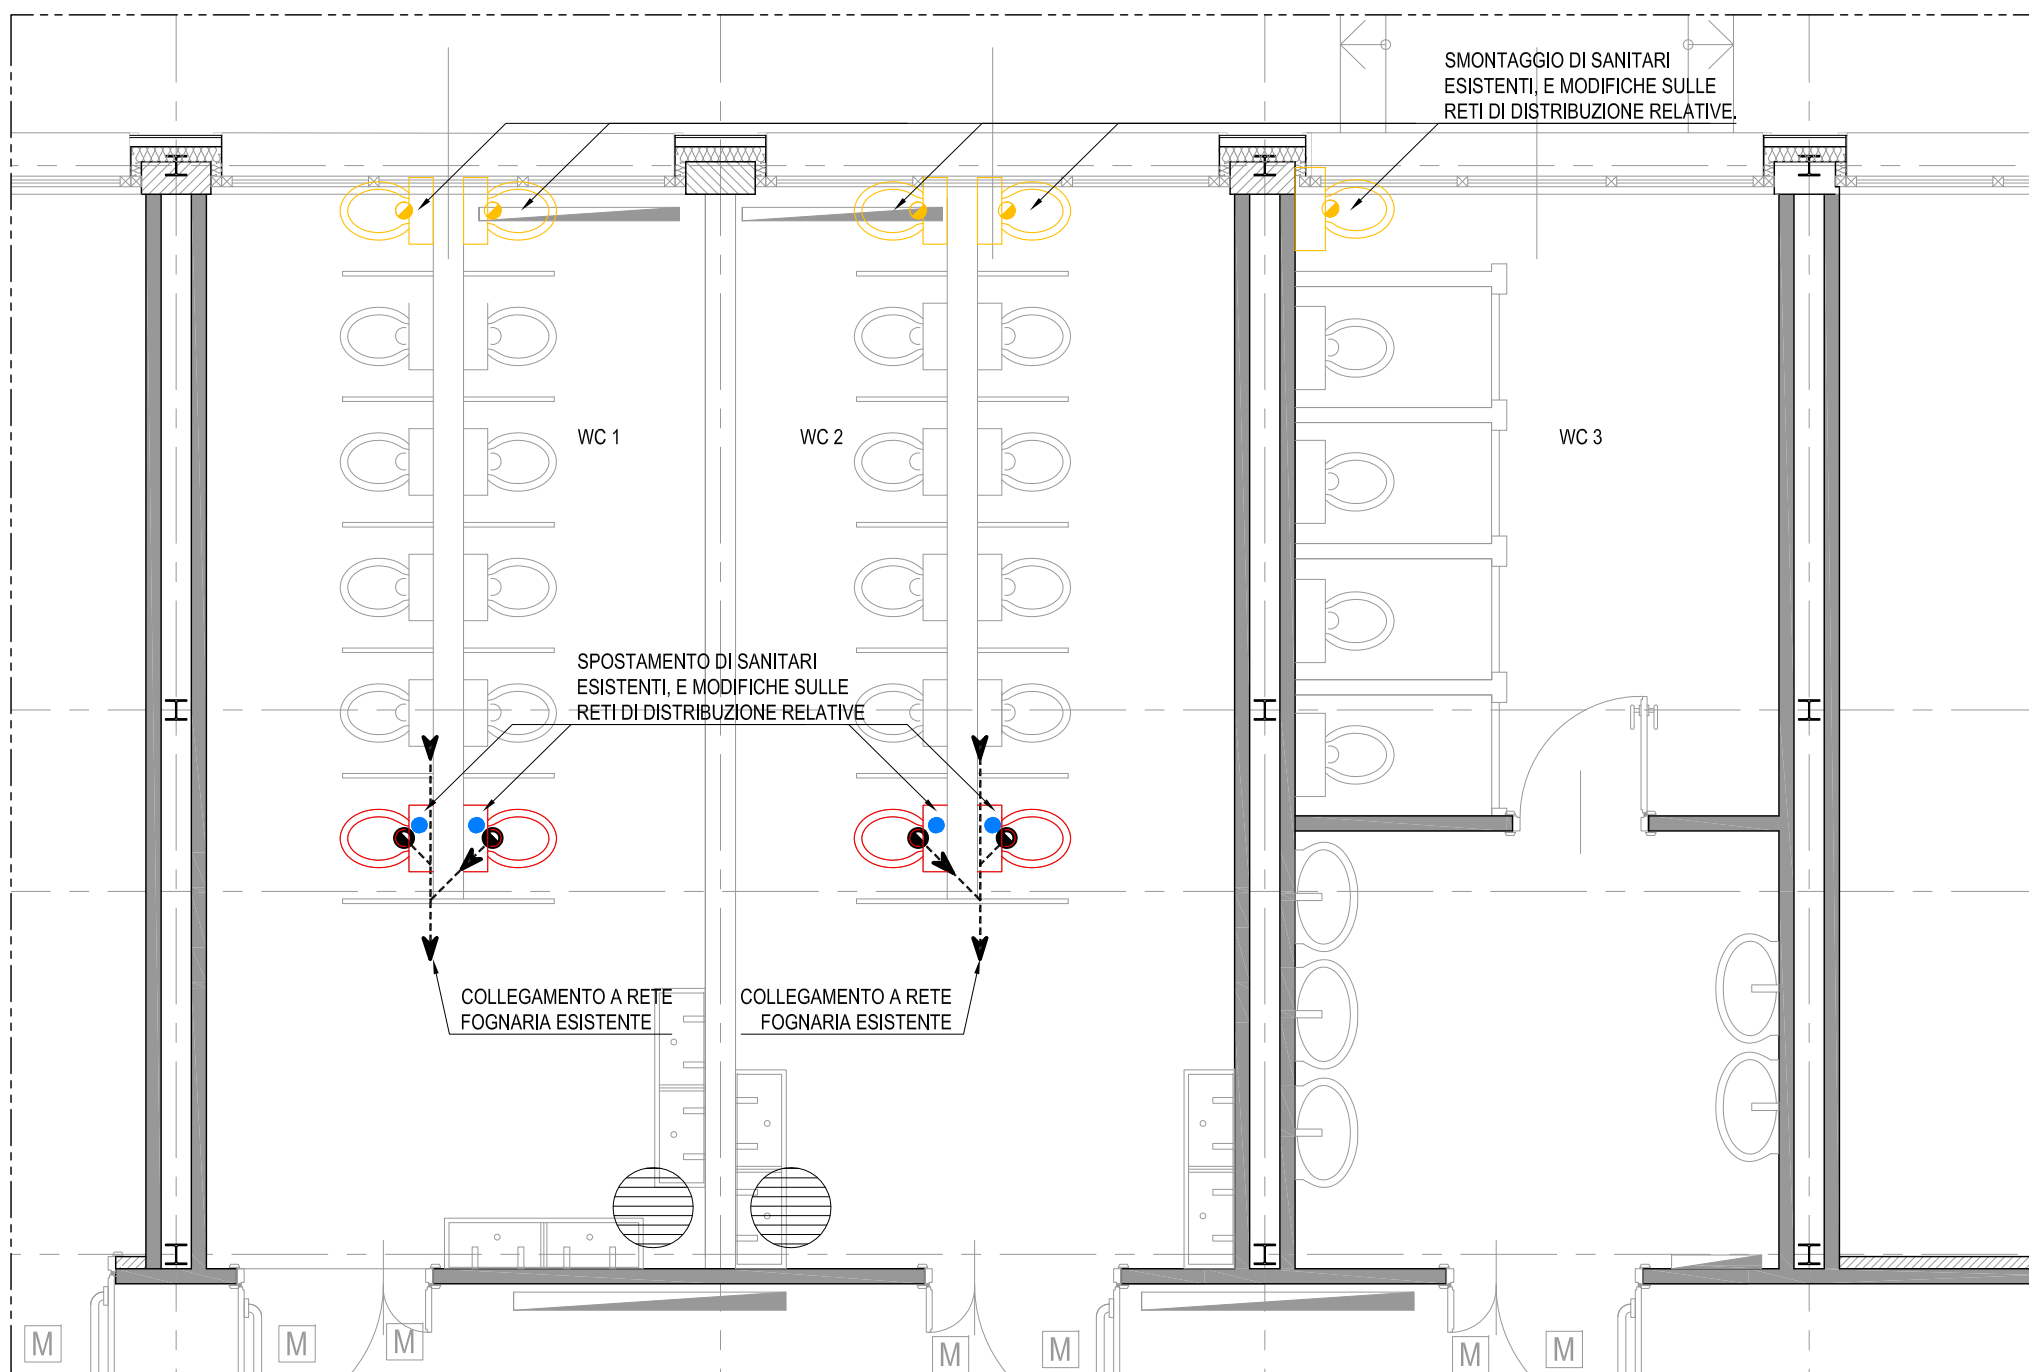 SMONTAGGIO DI SANITARI
ESISTENTI, E MODIFICHE SULLE
RETI DI DISTRIBUZIONE RELATIVE.
WC 1
WC 2
WC 3
SPOSTAMENTO DI SANITARI
ESISTENTI, E MODIFICHE SULLE
RETI DI DISTRIBUZIONE RELATIVE
COLLEGAMENTO A RETE
FOGNARIA ESISTENTE
COLLEGAMENTO A RETE
FOGNARIA ESISTENTE
M
M
M
M
M
M
M